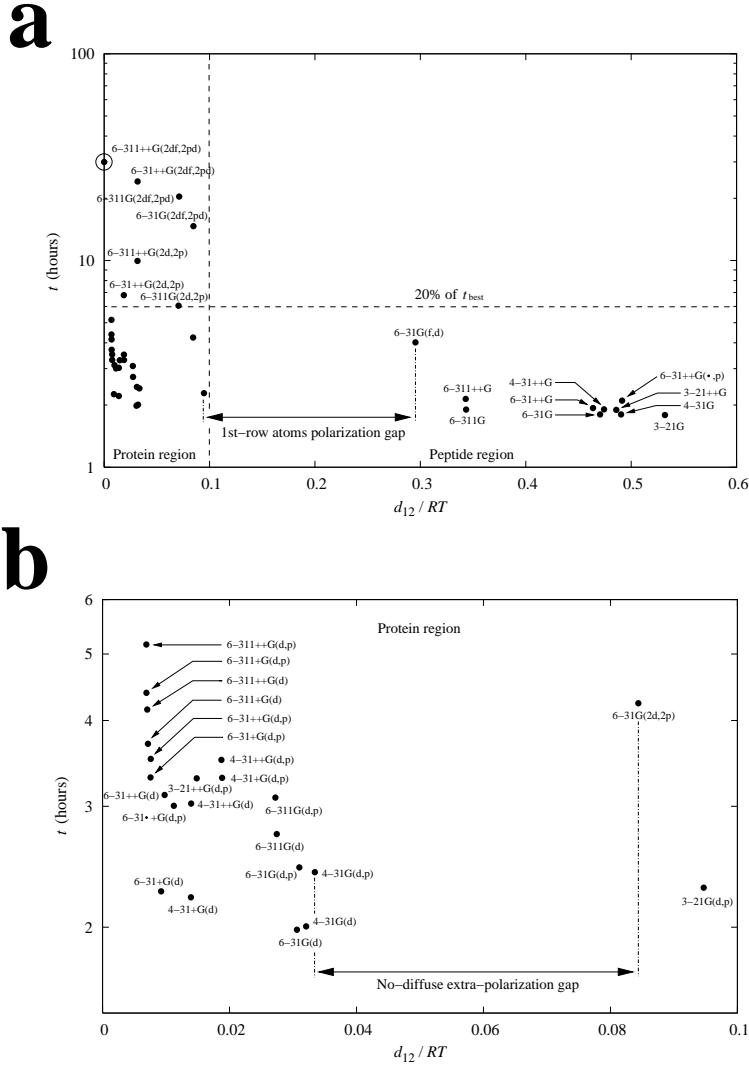 a
100
10
1
t (hours)
6−311++G(2df,2pd)
6−31++G(2df,2pd)
6−311G(2df,2pd)
6−31G(2df,2pd)
6−311++G(2d,2p)
6−31++G(2d,2p)
6−311G(2d,2p)
20% of t best
6−31G(f,d)
6−311++G
6−311G
4−31++G
6−31++G
6−31G
6−31++G(•,p)
3−21++G
4−31G
3−21G
1st−row atoms polarization gap
Protein region
Peptide region
0
0.1
0.2
0.3
0.4
0.5
0.6
d12 / RT
b
6
5
4
3
2
t (hours)
Protein region
6−311++G(d,p)
6−311+G(d,p)
6−311++G(d)
6−311+G(d)
6−31++G(d,p)
6−31+G(d,p)
4−31++G(d,p)
4−31+G(d,p)
3−21++G(d,p)
6−31++G(d)
4−31++G(d)
6−31•+G(d,p)
6−311G(d,p)
6−311G(d)
6−31G(d,p)
4−31G(d,p)
6−31+G(d)
4−31+G(d)
4−31G(d)
6−31G(d)
6−31G(2d,2p)
3−21G(d,p)
No−diffuse extra−polarization gap
0
0.02
0.04
0.06
0.08
0.1
d12 / RT